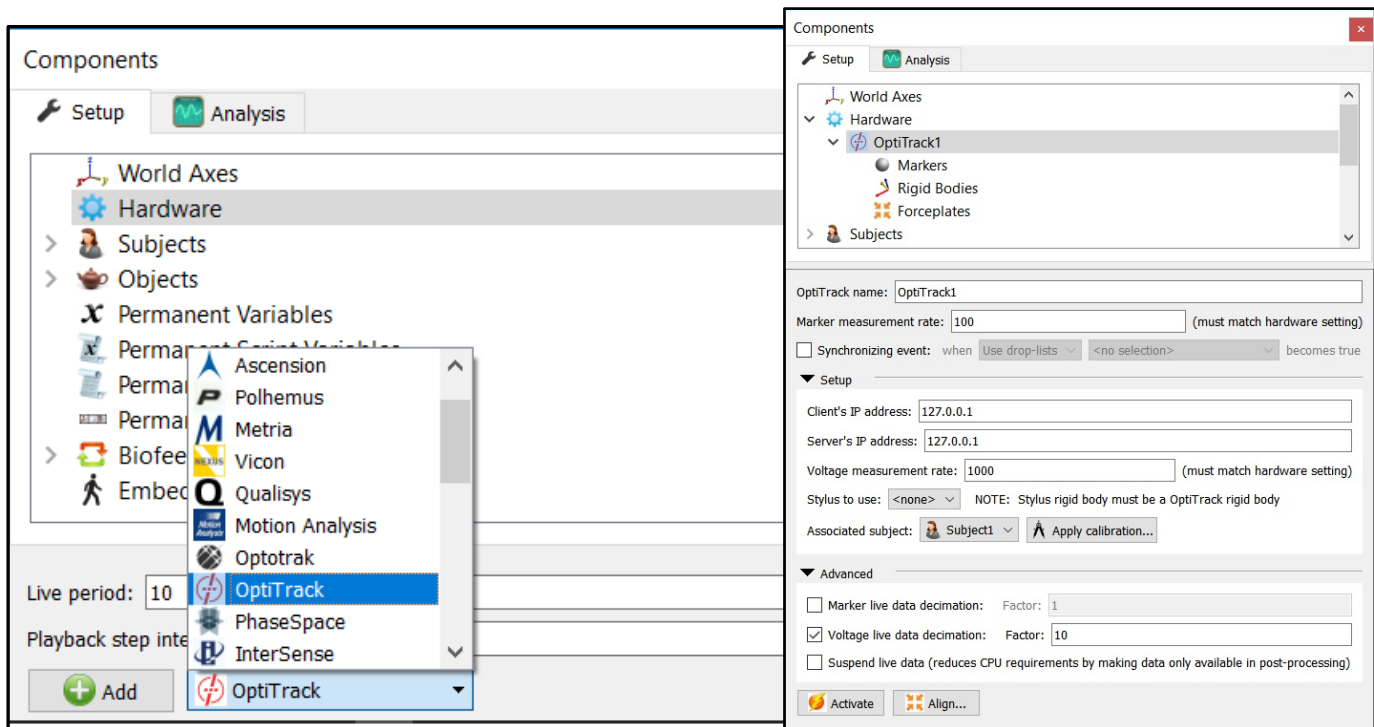 Components
Setup
Analysis
World Axes
Hardware
Subjects
Objects
Permanent Variables
Permanent Script Variables
Ascension
Polhemus
Metria
Vicon
Qualisys
Motion Analysis
Optotrak
OptiTrack
PhaseSpace
InterSense
Live period: 10
Playback step inte
Add
OptiTrack
Components
Setup
Analysis
World Axes
Hardware
OptiTrack1
Markers
Rigid Bodies
Forceplates
Subjects
OptiTrack name: OptiTrack1
Marker measurement rate: 100 (must match hardware setting)
Synchronizing event: when Use drop-lists <no selection> becomes true
Setup
Client's IP address: 127.0.0.1
Server's IP address: 127.0.0.1
Voltage measurement rate: 1000 (must match hardware setting)
Stylus to use: <none> NOTE: Stylus rigid body must be a OptiTrack rigid body
Associated subject: Subject1 Apply calibration...
Advanced
Marker live data decimation: Factor: 1
Voltage live data decimation: Factor: 10
Suspend live data (reduces CPU requirements by making data only available in post-processing)
Activate Align...